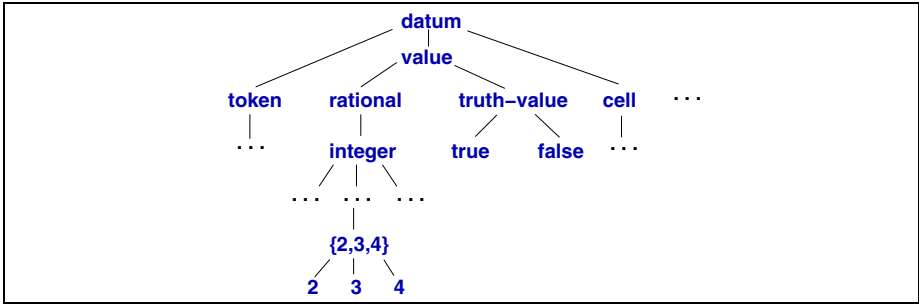 datum
value
token rational truth−value cell ...
... integer true false ...
... ... ...
{2,3,4}
2 3 4